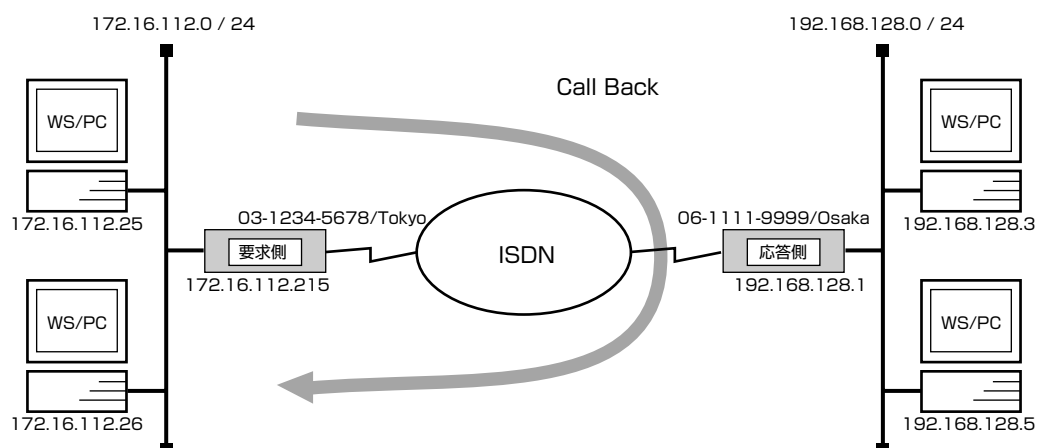 172.16.112.0 / 24
192.168.128.0 / 24
Call Back
WS/PC
WS/PC
172.16.112.25
03-1234-5678/Tokyo
06-1111-9999/Osaka
192.168.128.3
要求側
ISDN
応答側
172.16.112.215
192.168.128.1
WS/PC
WS/PC
172.16.112.26
192.168.128.5